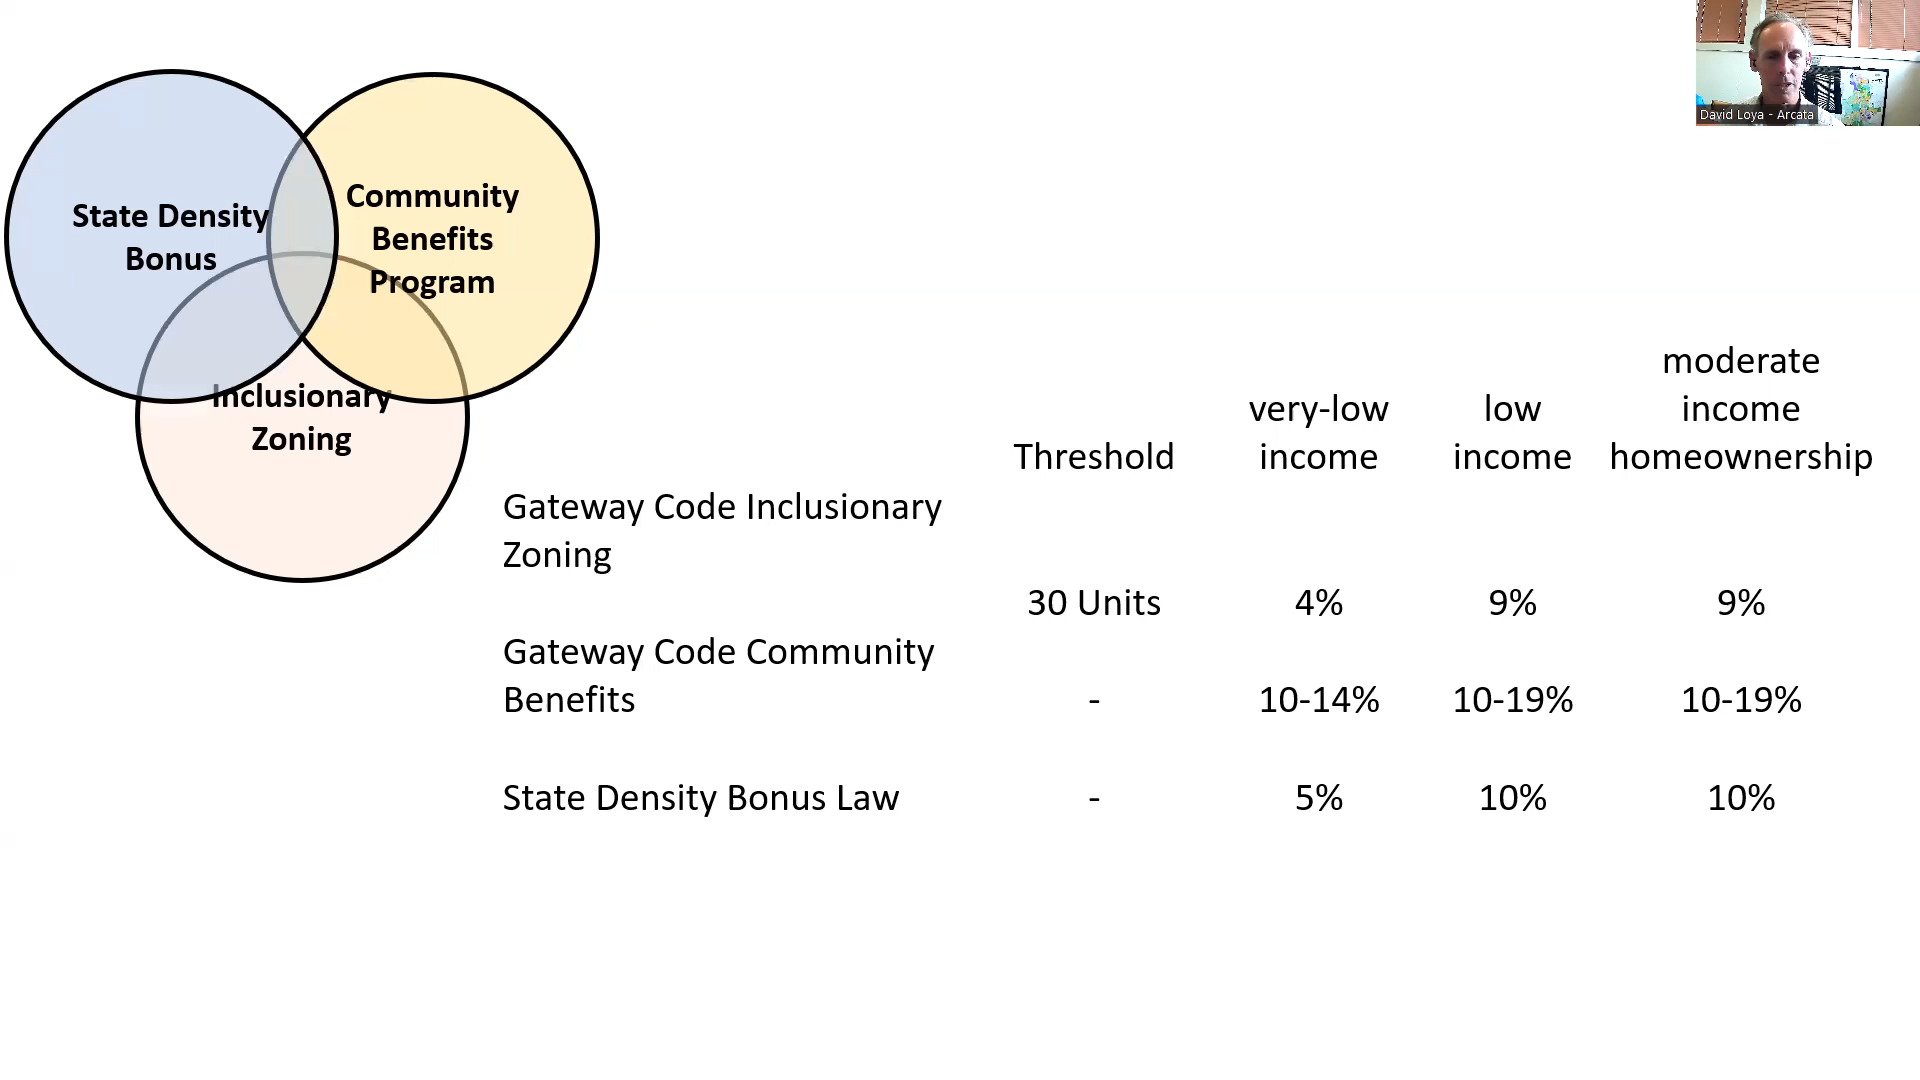 State Density
Bonus
Community
Benefits
Program
Inclusionary
Zoning
David Loya - Arcata
Threshold
very-low
income
low
income
moderate
income
homeownership
Gateway Code Inclusionary
Zoning
30 Units 4% 9% 9%
Gateway Code Community
Benefits - 10-14% 10-19% 10-19%
State Density Bonus Law - 5% 10% 10%